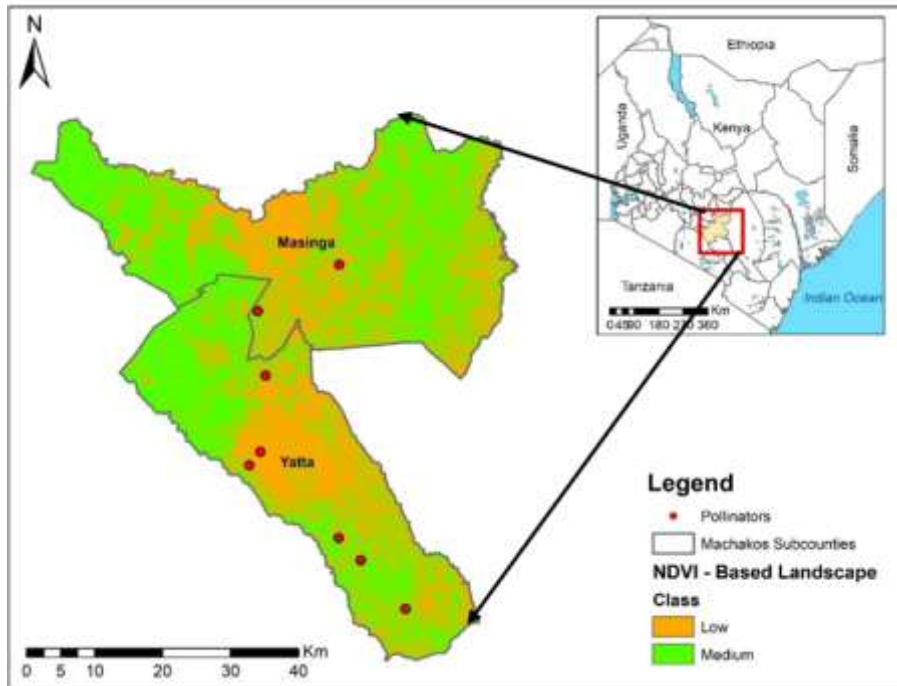 N
Ethiopia
Uganda
Kenya
Somalia
Masinga
Tanzania
Indian Ocean
Km
Yatta
Legend
Pollinators
Machakos Subcounties
NDVI - Based Landscape
Class
Low
Medium
Km
0 5 10 20 30 40